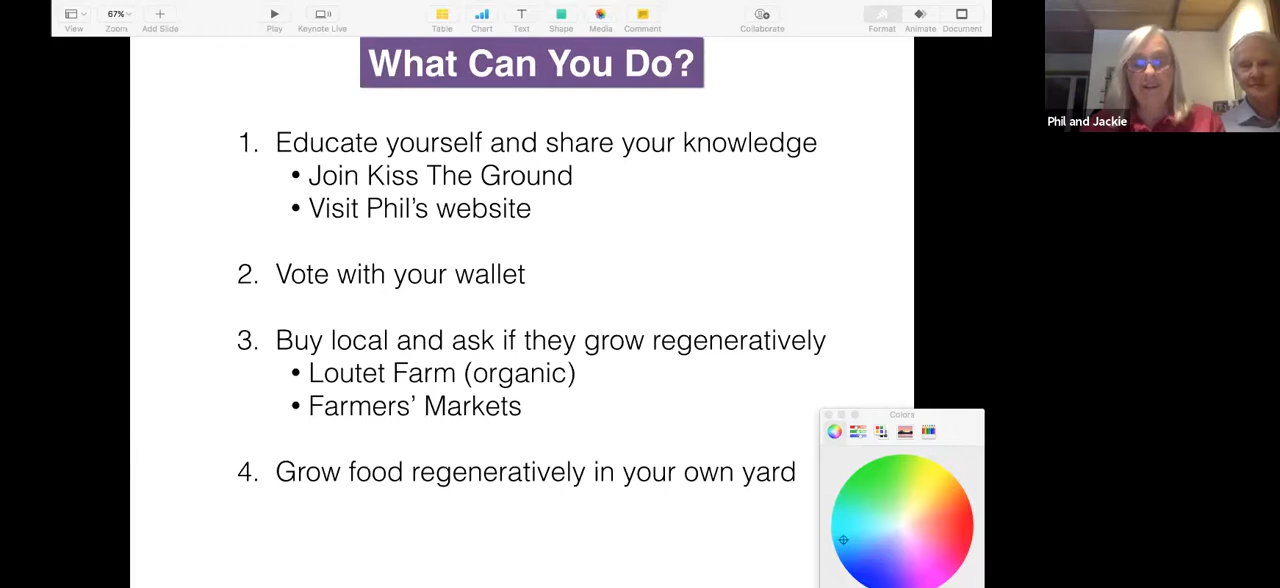 67%
View
Zoom
Add Slide
Play
Keynote Live
Table
Chart
Text
Shape
Media
Comment
Collaborate
Format
Animate
Document
What Can You Do?
Phil and Jackie
1. Educate yourself and share your knowledge
• Join Kiss The Ground
• Visit Phil's website
2. Vote with your wallet
3. Buy local and ask if they grow regeneratively
• Loutet Farm (organic)
• Farmers' Markets
Colors
4. Grow food regeneratively in your own yard